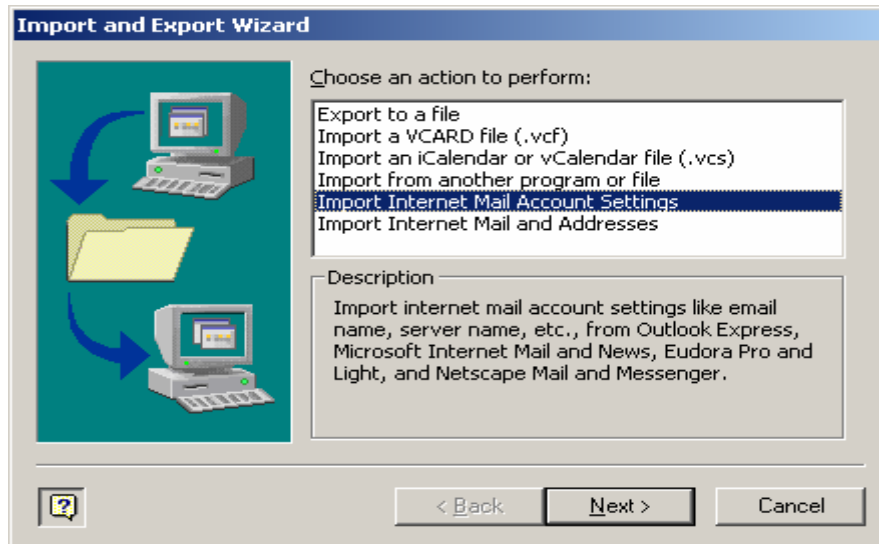 Import and Export Wizard
Choose an action to perform:
Export to a file
Import a VCARD file (.vcf)
Import an iCalendar or vCalendar file (.vcs)
Import from another program or file
Import Internet Mail Account Settings
Import Internet Mail and Addresses
Description
Import internet mail account settings like email
name, server name, etc., from Outlook Express,
Microsoft Internet Mail and News, Eudora Pro and
Light, and Netscape Mail and Messenger.
?
< Back
Next >
Cancel